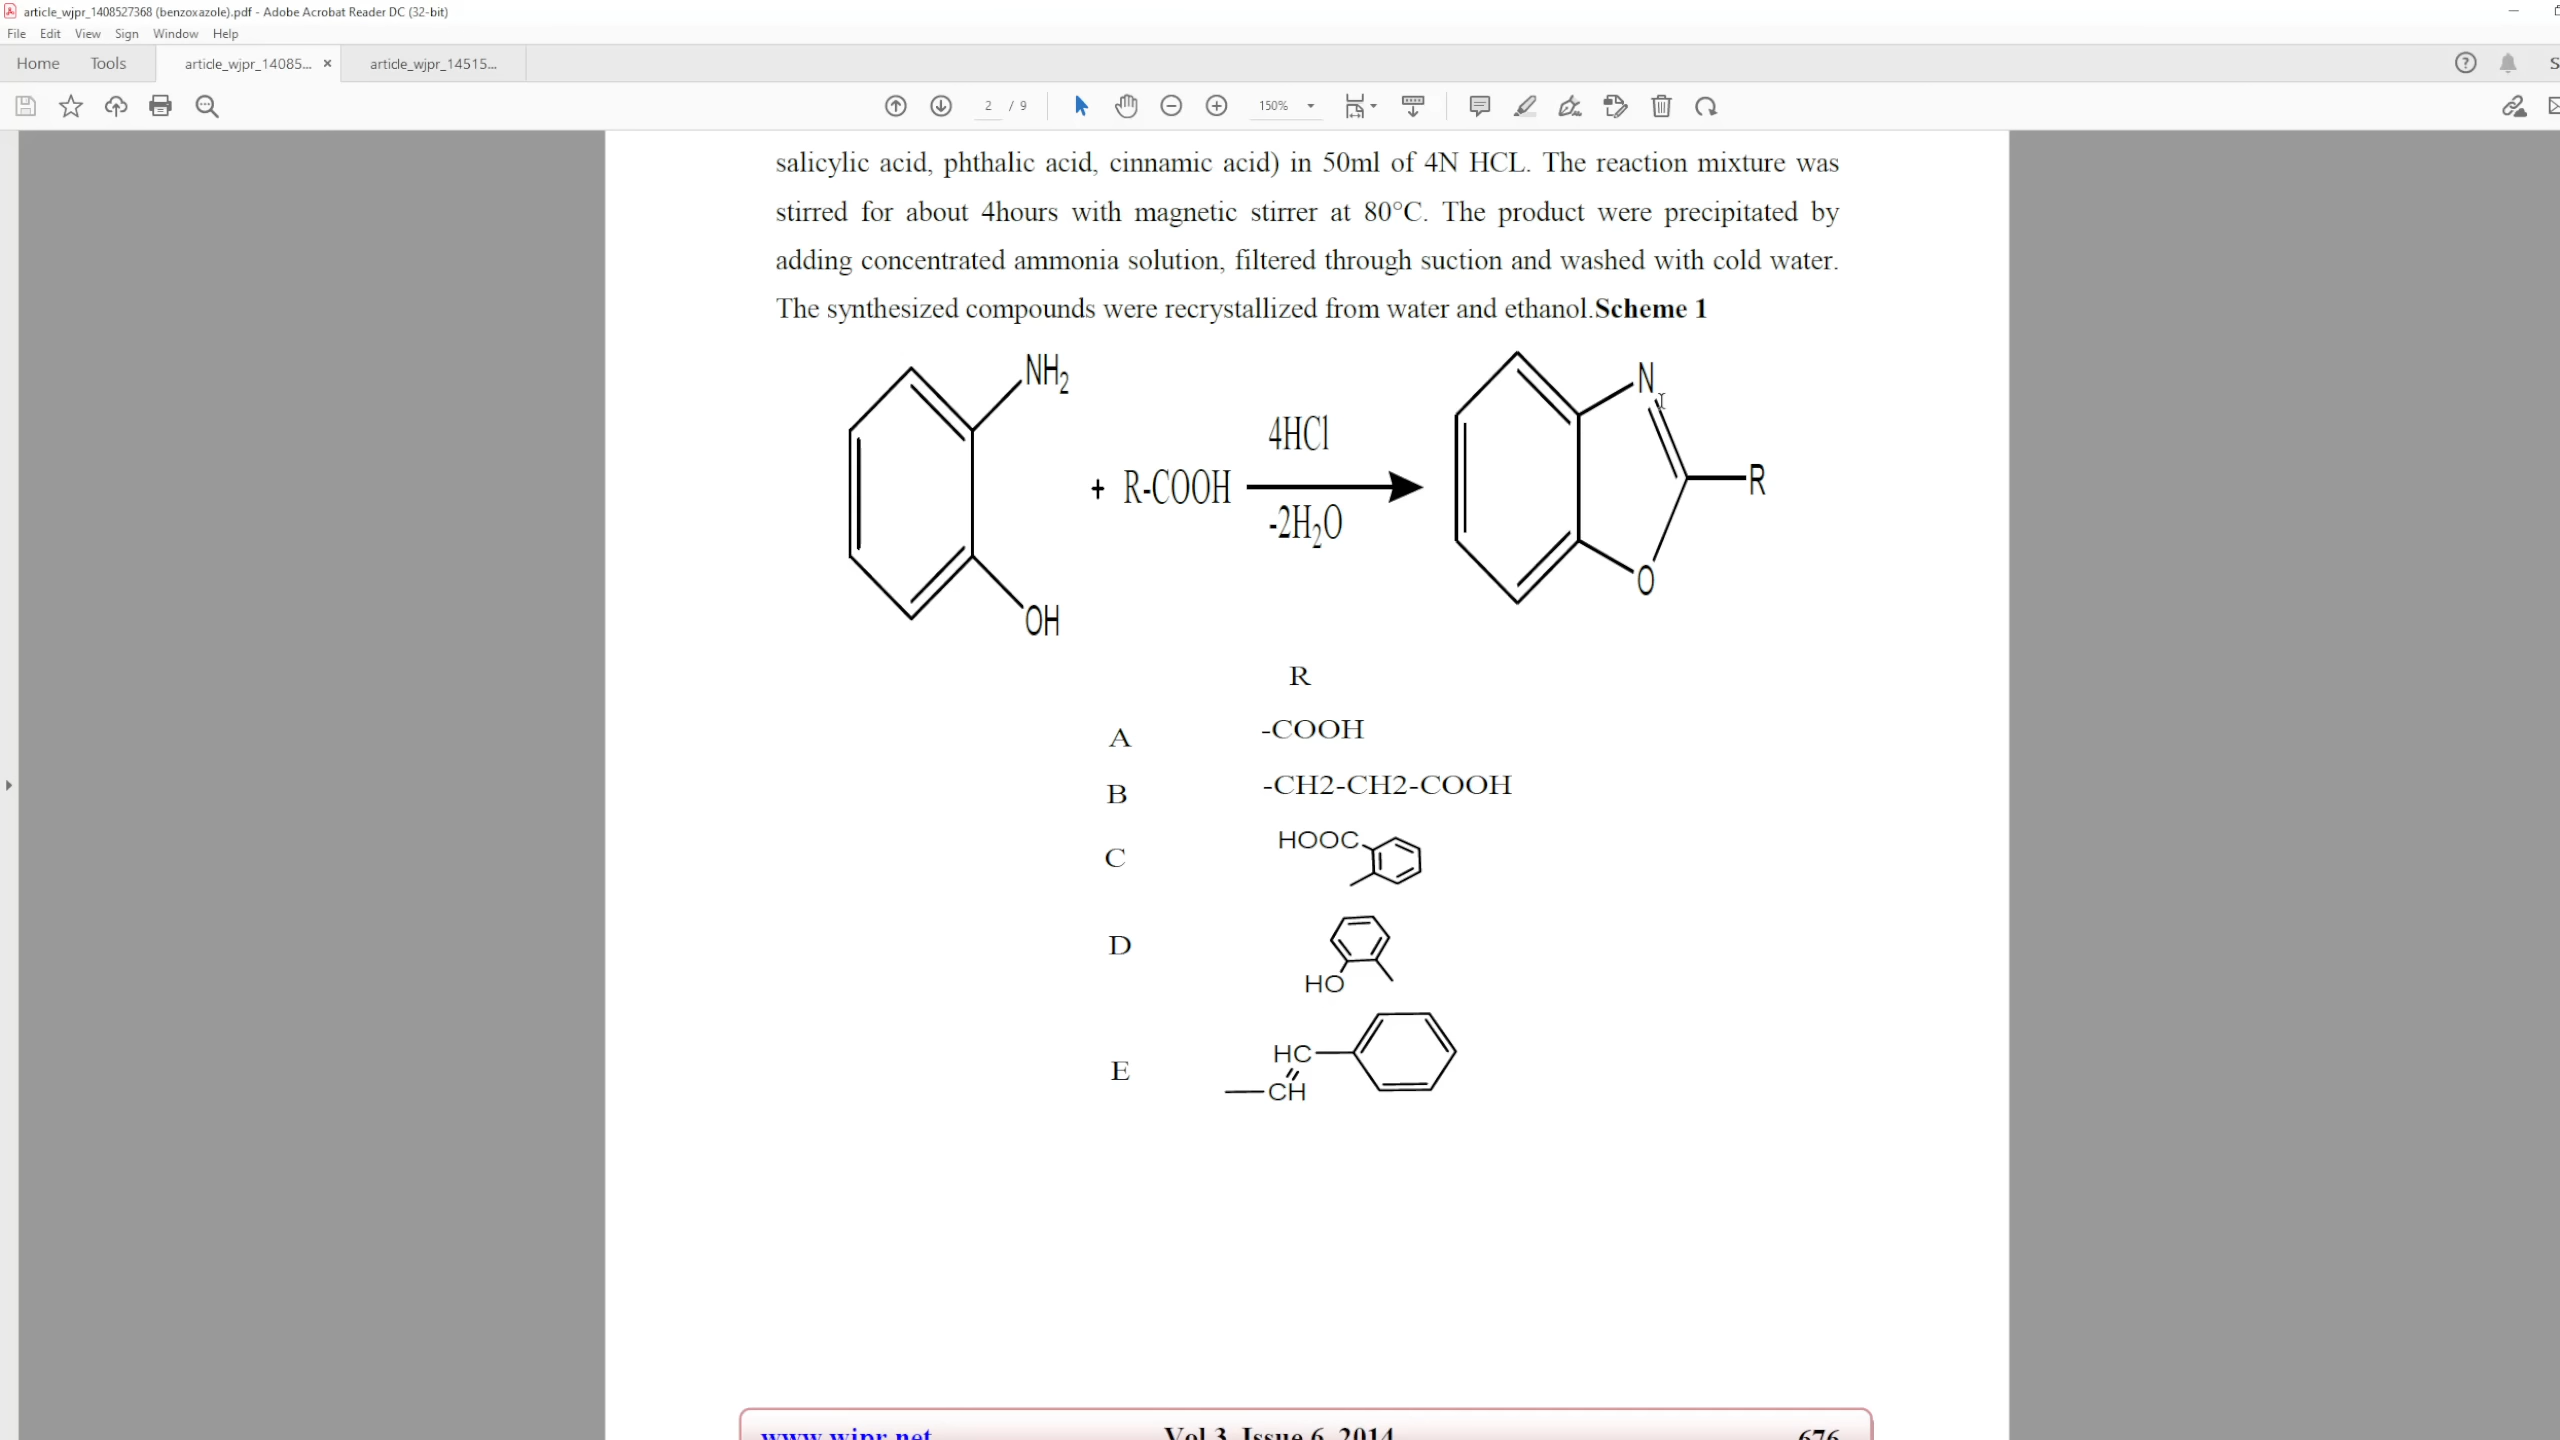 article_wjpr_1408527368 (benzoxazole).pdf - Adobe Acrobat Reader DC (32-bit)
File Edit View Sign Window Help
Home Tools article_wjpr_14085... × article_wjpr_14515...
2 / 9 150%
salicylic acid, phthalic acid, cinnamic acid) in 50ml of 4N HCL. The reaction mixture was
stirred for about 4hours with magnetic stirrer at 80°C. The product were precipitated by
adding concentrated ammonia solution, filtered through suction and washed with cold water.
The synthesized compounds were recrystallized from water and ethanol.Scheme 1
NH2
OH
+ R-COOH
4HCl
-2H2O
N
O
R
R
A -COOH
B -CH2-CH2-COOH
C HOOC
D HO
E HC
CH
www.wjpr.net Vol 3, Issue 6, 2014. 676